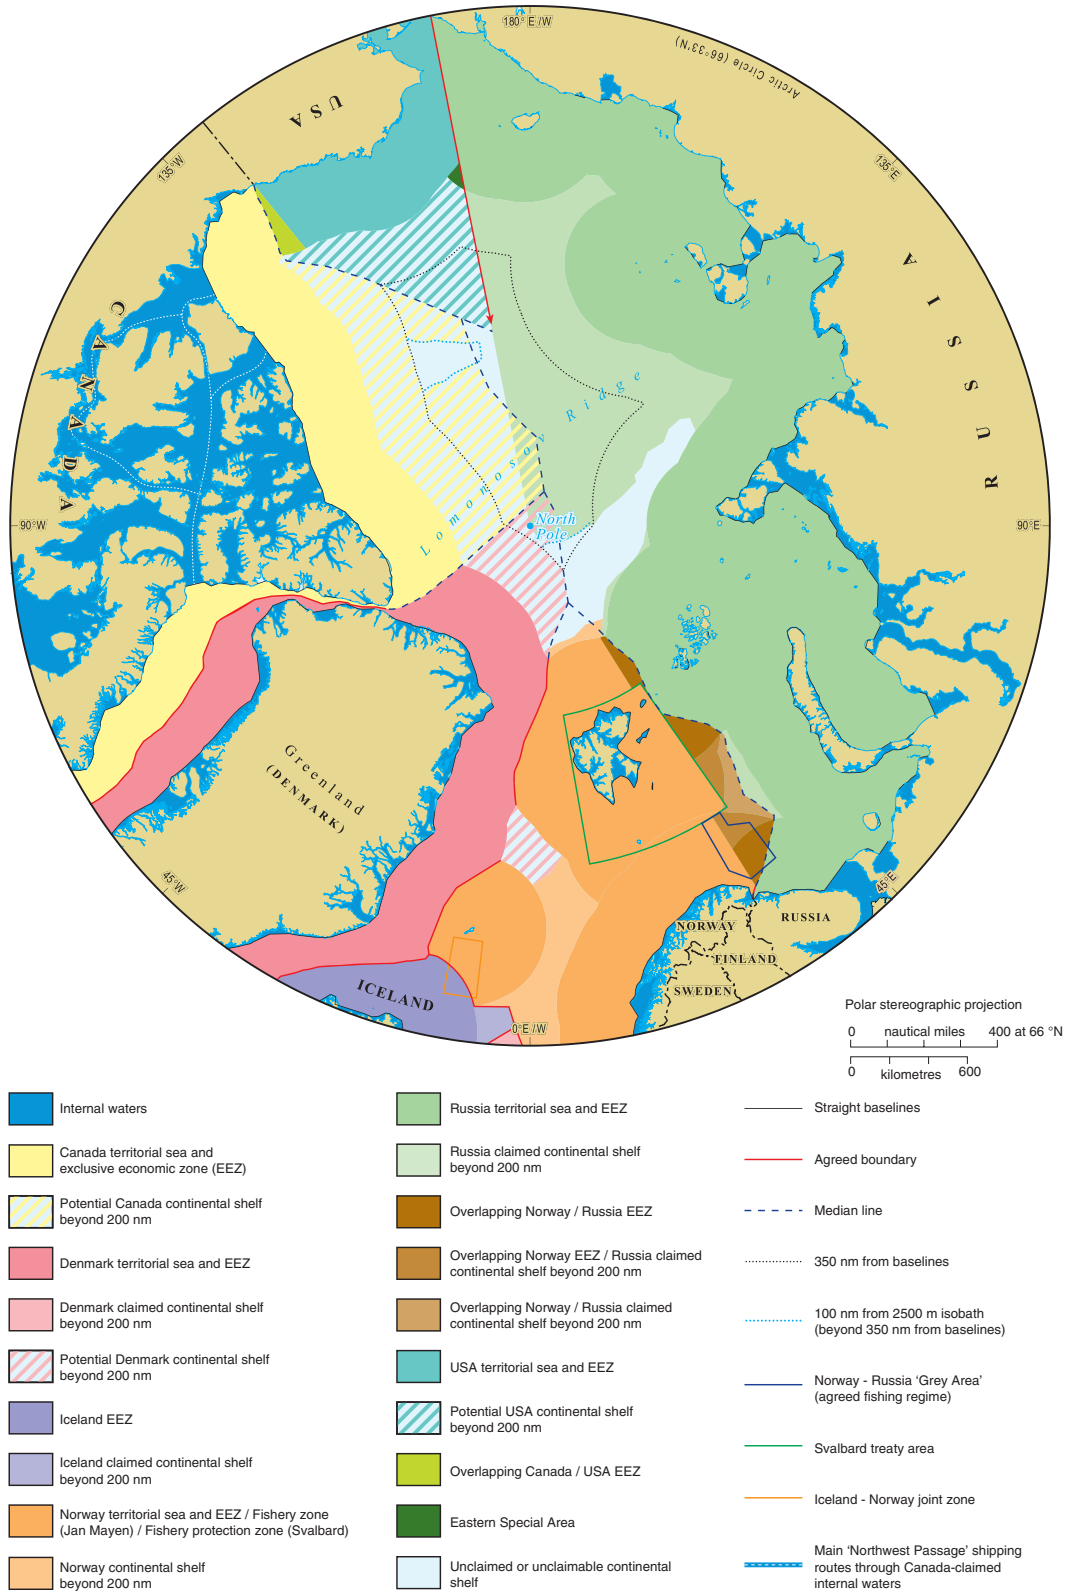 180° E /W
Arctic Circle (66°33'N)
USA
135°W
135°E
CANADA
RUSSIA
Lomonosov Ridge
90°W
North
Pole
90°E
Greenland
(DENMARK)
45°W
45°E
RUSSIA
NORWAY
FINLAND
SWEDEN
ICELAND
0°E /W
Polar stereographic projection
0 nautical miles 400 at 66 °N
0 kilometres 600
Internal waters
Canada territorial sea and
exclusive economic zone (EEZ)
Potential Canada continental shelf
beyond 200 nm
Denmark territorial sea and EEZ
Denmark claimed continental shelf
beyond 200 nm
Potential Denmark continental shelf
beyond 200 nm
Iceland EEZ
Iceland claimed continental shelf
beyond 200 nm
Norway territorial sea and EEZ / Fishery zone
(Jan Mayen) / Fishery protection zone (Svalbard)
Norway continental shelf
beyond 200 nm
Russia territorial sea and EEZ
Russia claimed continental shelf
beyond 200 nm
Overlapping Norway / Russia EEZ
Overlapping Norway EEZ / Russia claimed
continental shelf beyond 200 nm
Overlapping Norway / Russia claimed
continental shelf beyond 200 nm
USA territorial sea and EEZ
Potential USA continental shelf
beyond 200 nm
Overlapping Canada / USA EEZ
Eastern Special Area
Unclaimed or unclaimable continental
shelf
Straight baselines
Agreed boundary
Median line
350 nm from baselines
100 nm from 2500 m isobath
(beyond 350 nm from baselines)
Norway - Russia ‘Grey Area’
(agreed fishing regime)
Svalbard treaty area
Iceland - Norway joint zone
Main ‘Northwest Passage’ shipping
routes through Canada-claimed
internal waters